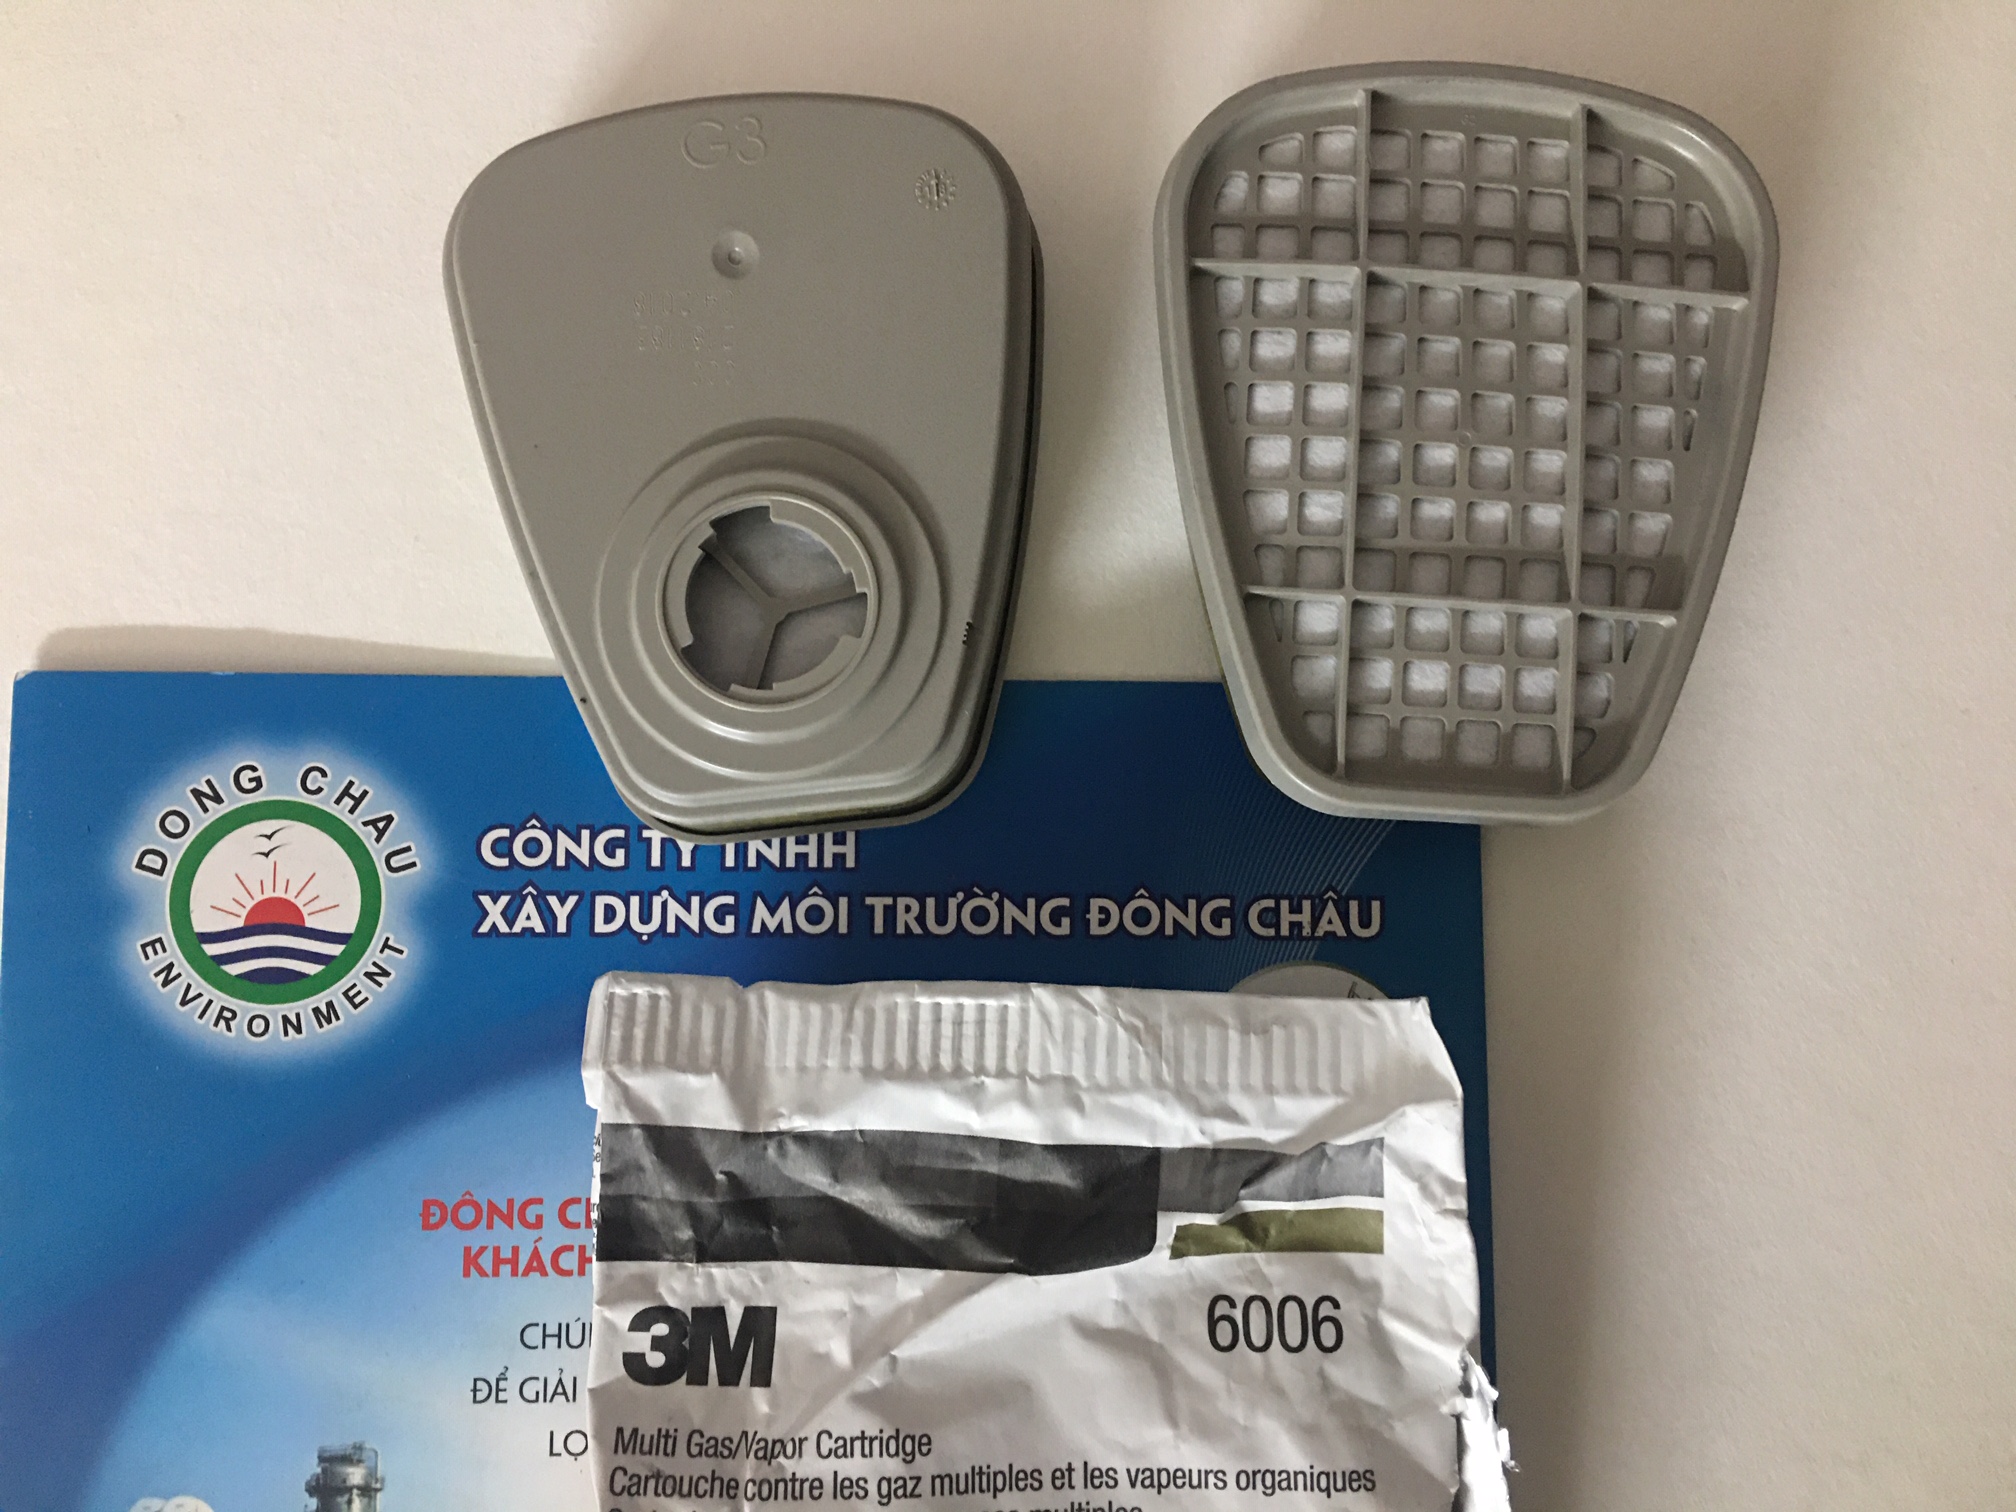 G3
DONG CHAU
ENVIRONMENT
CÔNG TY TNHH
XÂY DỰNG MÔI TRƯỜNG ĐÔNG CHÂU
ĐÔNG
KHÁCH
CHÚ
ĐỂ GIẢI
LỌ
3M
6006
Multi Gas/Vapor Cartridge
Cartouche contre les gaz multiples et les vapeurs organiques